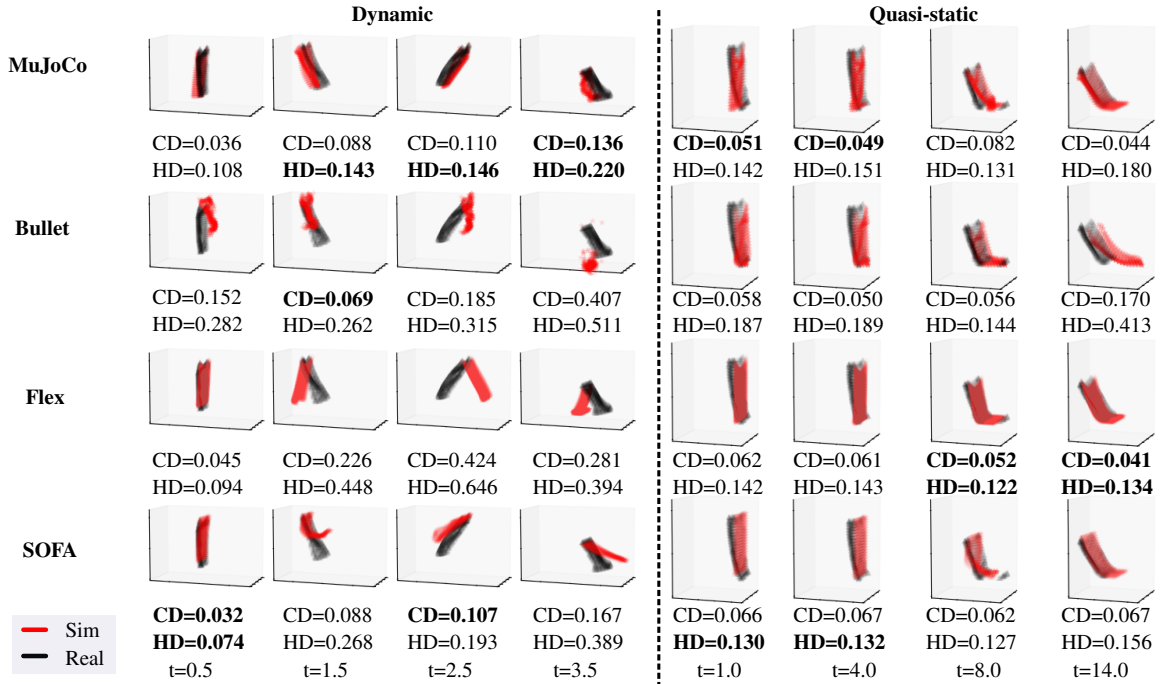 Dynamic Quasi-static
MuJoCo
CD=0.036 CD=0.088 CD=0.110 CD=0.136 CD=0.051 CD=0.049 CD=0.082 CD=0.044
HD=0.108 HD=0.143 HD=0.146 HD=0.220 HD=0.142 HD=0.151 HD=0.131 HD=0.180
Bullet
CD=0.152 CD=0.069 CD=0.185 CD=0.407 CD=0.058 CD=0.050 CD=0.056 CD=0.170
HD=0.282 HD=0.262 HD=0.315 HD=0.511 HD=0.187 HD=0.189 HD=0.144 HD=0.413
Flex
CD=0.045 CD=0.226 CD=0.424 CD=0.281 CD=0.062 CD=0.061 CD=0.052 CD=0.041
HD=0.094 HD=0.448 HD=0.646 HD=0.394 HD=0.142 HD=0.143 HD=0.122 HD=0.134
SOFA
CD=0.032 CD=0.088 CD=0.107 CD=0.167 CD=0.066 CD=0.067 CD=0.062 CD=0.067
Sim
HD=0.074 HD=0.268 HD=0.193 HD=0.389 HD=0.130 HD=0.132 HD=0.127 HD=0.156
Real
t=0.5 t=1.5 t=2.5 t=3.5 t=1.0 t=4.0 t=8.0 t=14.0